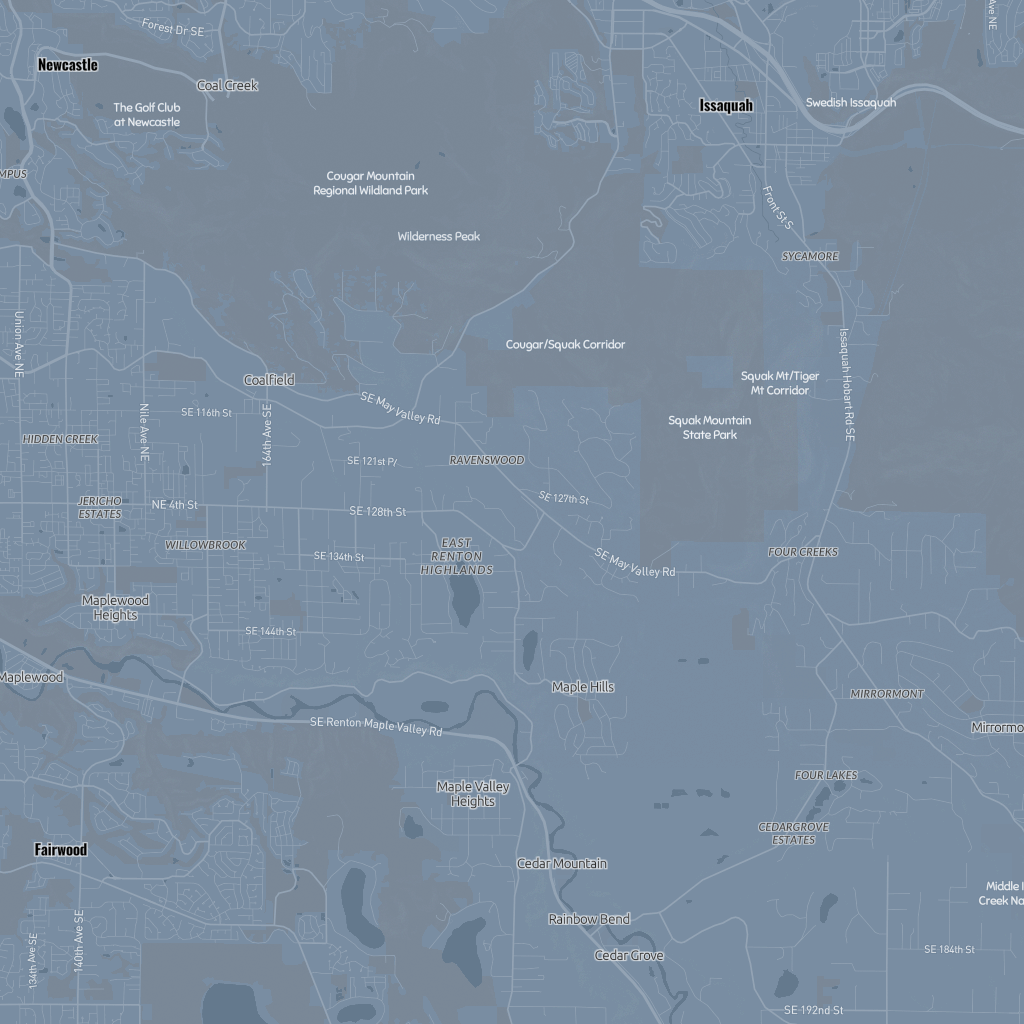 Forest Dr SE
Ave NE
Newcastle
Coal Creek
The Golf Club
at Newcastle
Issaquah
Swedish Issaquah
MPUS
Cougar Mountain
Regional Wildland Park
Wilderness Peak
Front St S
SYCAMORE
Union Ave NE
Cougar/Squak Corridor
Issaquah Hobart Rd SE
Squak Mt/Tiger
Mt Corridor
Coalfield
SE May Valley Rd
SE 116th St
Nile Ave NE
164th Ave SE
Squak Mountain
State Park
HIDDEN CREEK
SE 121st Pl
RAVENSWOOD
SE 127th St
JERICHO
ESTATES
NE 4th St
SE 128th St
WILLOWBROOK
SE 134th St
EAST
RENTON
HIGHLANDS
SE May Valley Rd
FOUR CREEKS
Maplewood
Heights
SE 144th St
Maplewood
Maple Hills
MIRRORMONT
SE Renton Maple Valley Rd
Mirrormo
Maple Valley
Heights
FOUR LAKES
CEDARGROVE
ESTATES
Fairwood
Cedar Mountain
Middle I
Creek Na
Rainbow Bend
134th Ave SE
140th Ave SE
Cedar Grove
SE 184th St
SE 192nd St